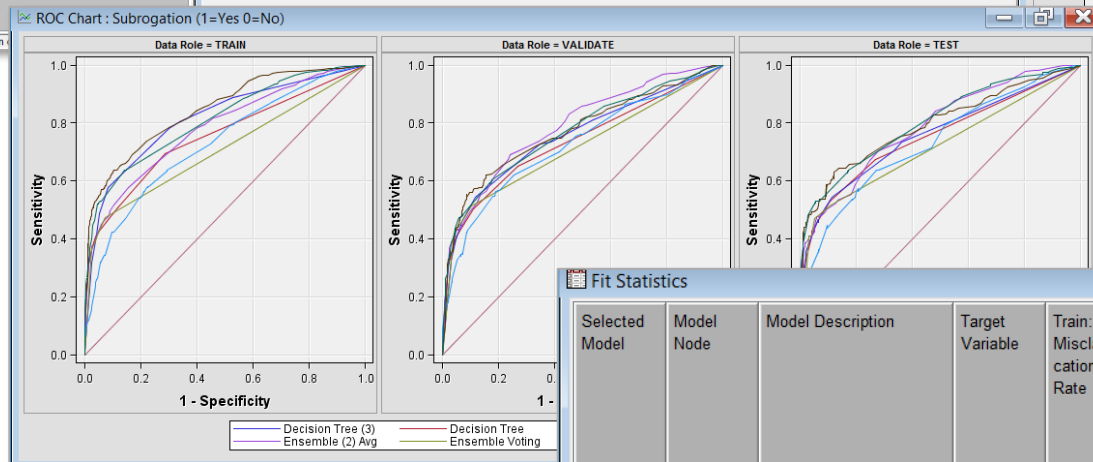 ROC Chart : Subrogation (1=Yes 0=No)
Data Role = TRAIN
Data Role = VALIDATE
Data Role = TEST
1.0
0.8
0.6
0.4
0.2
0.0
Sensitivity
0.0 0.2 0.4 0.6 0.8 1.0
1 - Specificity
1.0
0.8
0.6
0.4
0.2
0.0
Sensitivity
0.0 0.2
1 -
1.0
0.8
0.6
0.4
Sensitivity
Decision Tree (3) Decision Tree
Ensemble (2) Avg Ensemble Voting
Fit Statistics
Selected Model Node Model Description Target Train:
Model Node Variable Miscla
cation
Rate